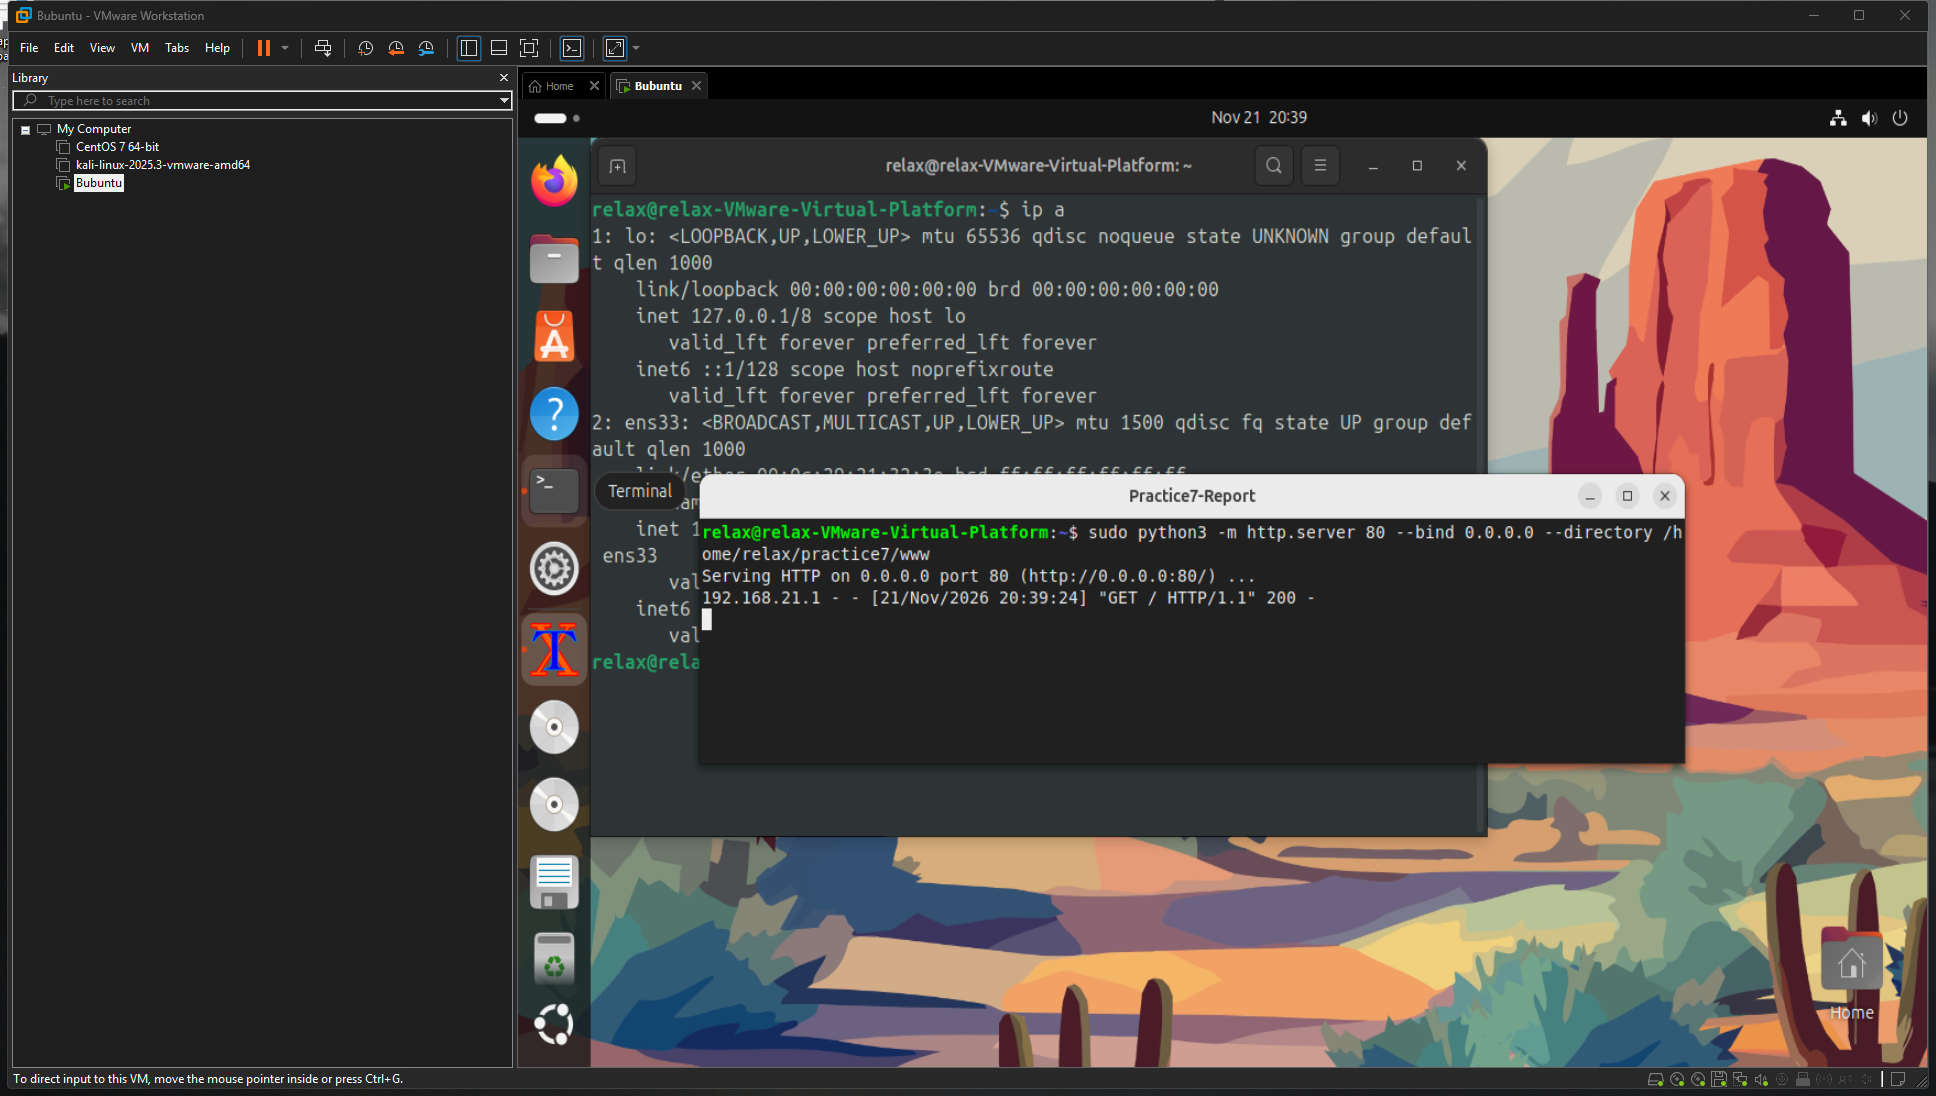 Bubuntu - VMware Workstation
File Edit View VM Tabs Help
Library
Type here to search
My Computer
CentOS 7 64-bit
kali-linux-2025.3-vmware-amd64
Bubuntu
Home
Bubuntu
Nov 21 20:39
relax@relax-VMware-Virtual-Platform: ~
relax@relax-VMware-Virtual-Platform:~$ ip a
1: lo: <LOOPBACK,UP,LOWER_UP> mtu 65536 qdisc noqueue state UNKNOWN group defaul
t qlen 1000
link/loopback 00:00:00:00:00:00 brd 00:00:00:00:00:00
inet 127.0.0.1/8 scope host lo
valid_lft forever preferred_lft forever
inet6 ::1/128 scope host noprefixroute
valid_lft forever preferred_lft forever
2: ens33: <BROADCAST,MULTICAST,UP,LOWER_UP> mtu 1500 qdisc fq state UP group def
ault qlen 1000
Terminal
inet 1
ens33
val
inet6
val
relax@rela
Practice7-Report
relax@relax-VMware-Virtual-Platform:~$ sudo python3 -m http.server 80 --bind 0.0.0.0 --directory /h
ome/relax/practice7/www
Serving HTTP on 0.0.0.0 port 80 (http://0.0.0.0:80/) ...
192.168.21.1 - - [21/Nov/2026 20:39:24] "GET / HTTP/1.1" 200 -
Home
To direct input to this VM, move the mouse pointer inside or press Ctrl+G.